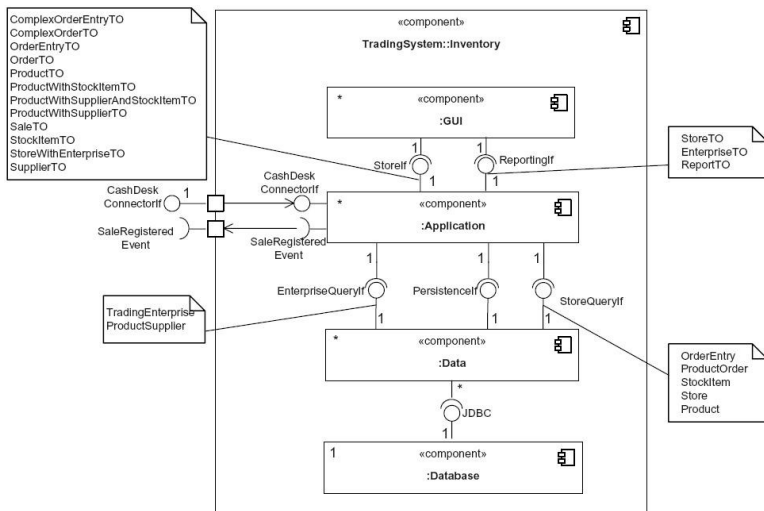 ComplexOrderEntryTO
ComplexOrderTO
OrderEntryTO
OrderTO
ProductTO
ProductWithStockItemTO
ProductWithSupplierAndStockItemTO
ProductWithSupplierTO
SaleTO
StockItemTO
StoreWithEnterpriseTO
SupplierTO
«component»
TradingSystem::Inventory
*
«component»
:GUI
1
1
StoreIf
ReportingIf
1
1
StoreTO
EnterpriseTO
ReportTO
CashDesk
ConnectorIf
1
CashDesk
ConnectorIf
SaleRegistered
Event
SaleRegistered
Event
*
«component»
:Application
1
1
1
EnterpriseQueryIf
PersistenceIf
StoreQueryIf
1
1
1
TradingEnterprise
ProductSupplier
*
«component»
:Data
OrderEntry
ProductOrder
StockItem
Store
Product
*
JDBC
1
1
«component»
:Database